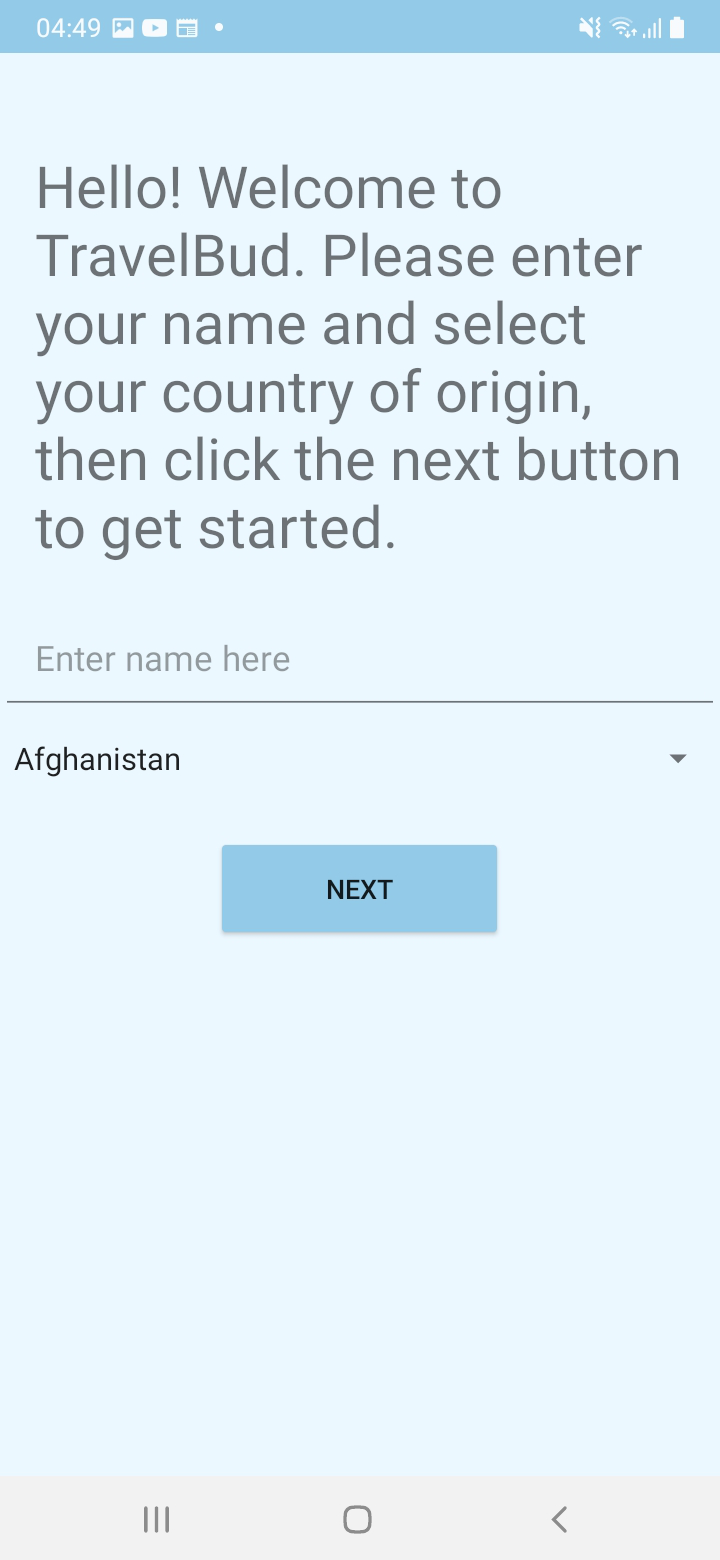 04:49
Hello! Welcome to
TravelBud. Please enter
your name and select
your country of origin,
then click the next button
to get started.
Enter name here
Afghanistan
NEXT